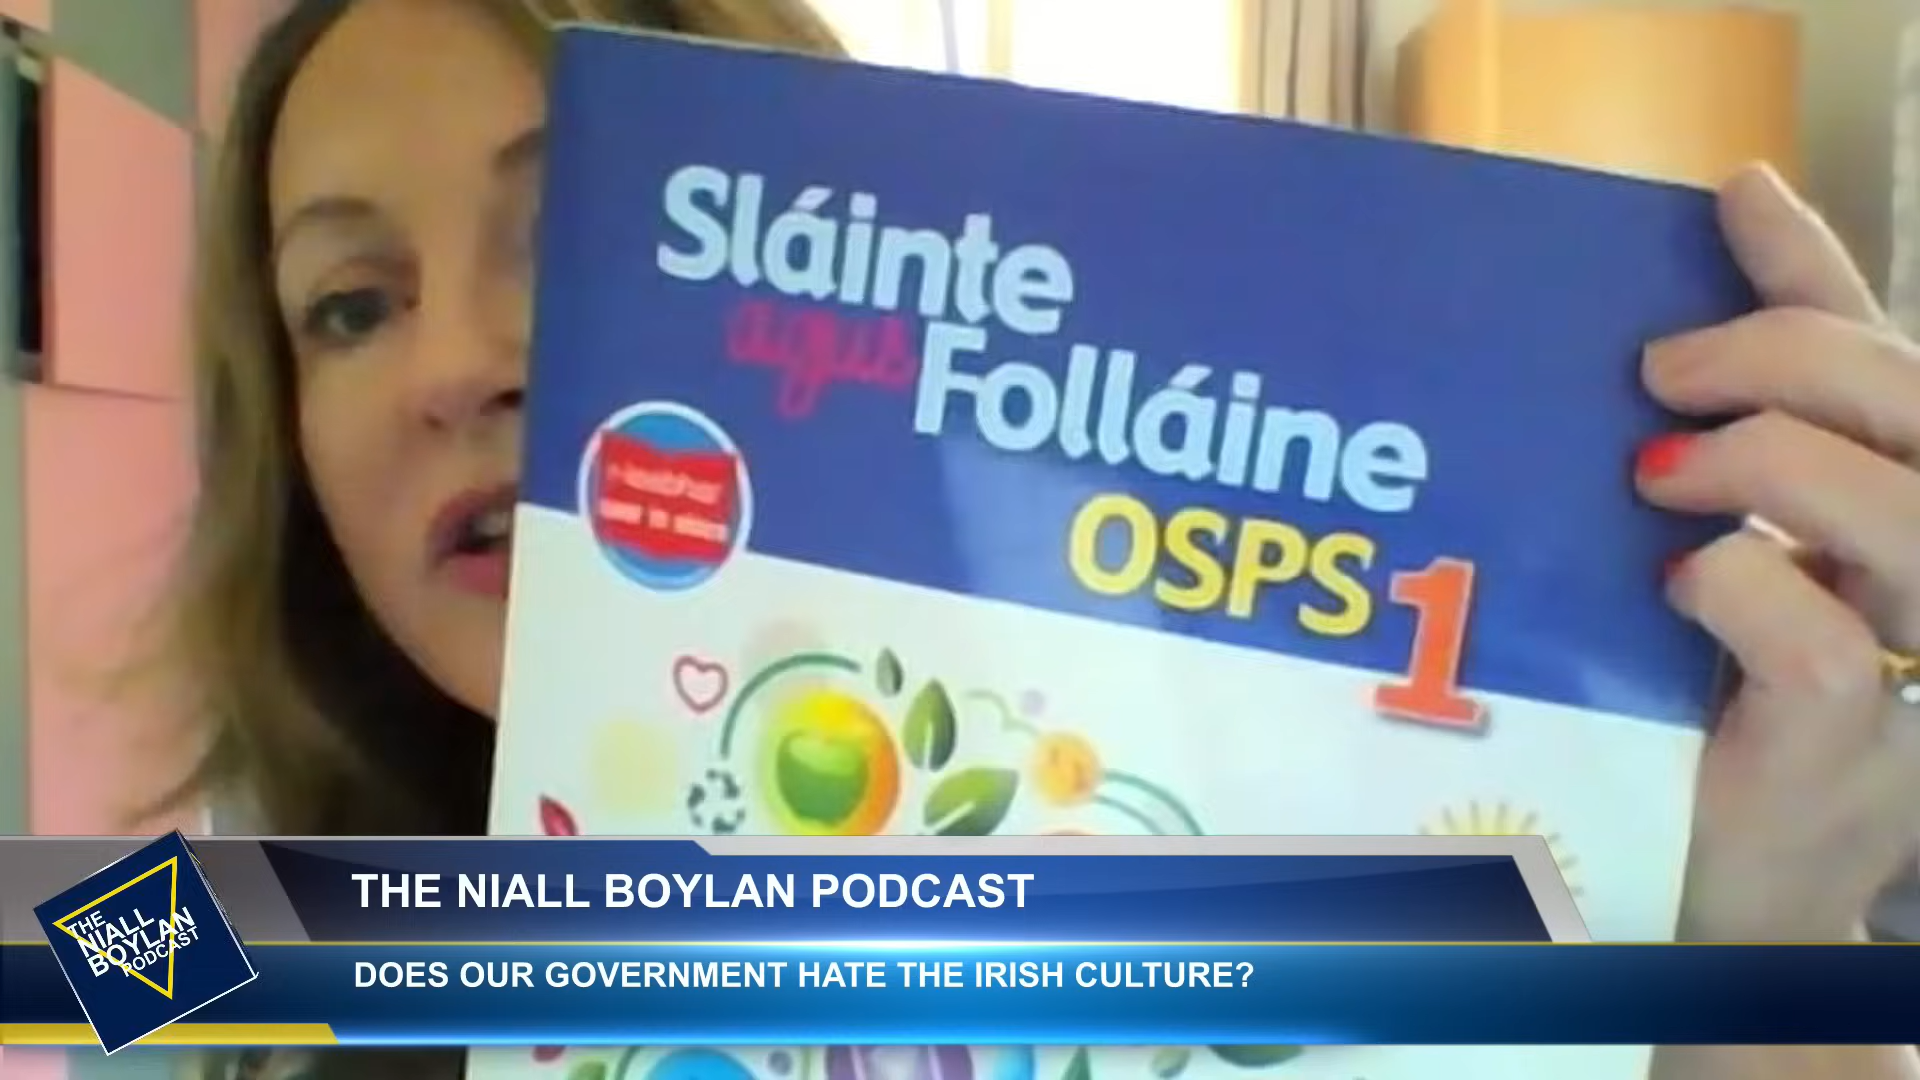 Sláinte
agus
Folláine
OSPS 1
THE NIALL BOYLAN PODCAST
DOES OUR GOVERNMENT HATE THE IRISH CULTURE?
THE
NIALL
BOYLAN
PODCAST